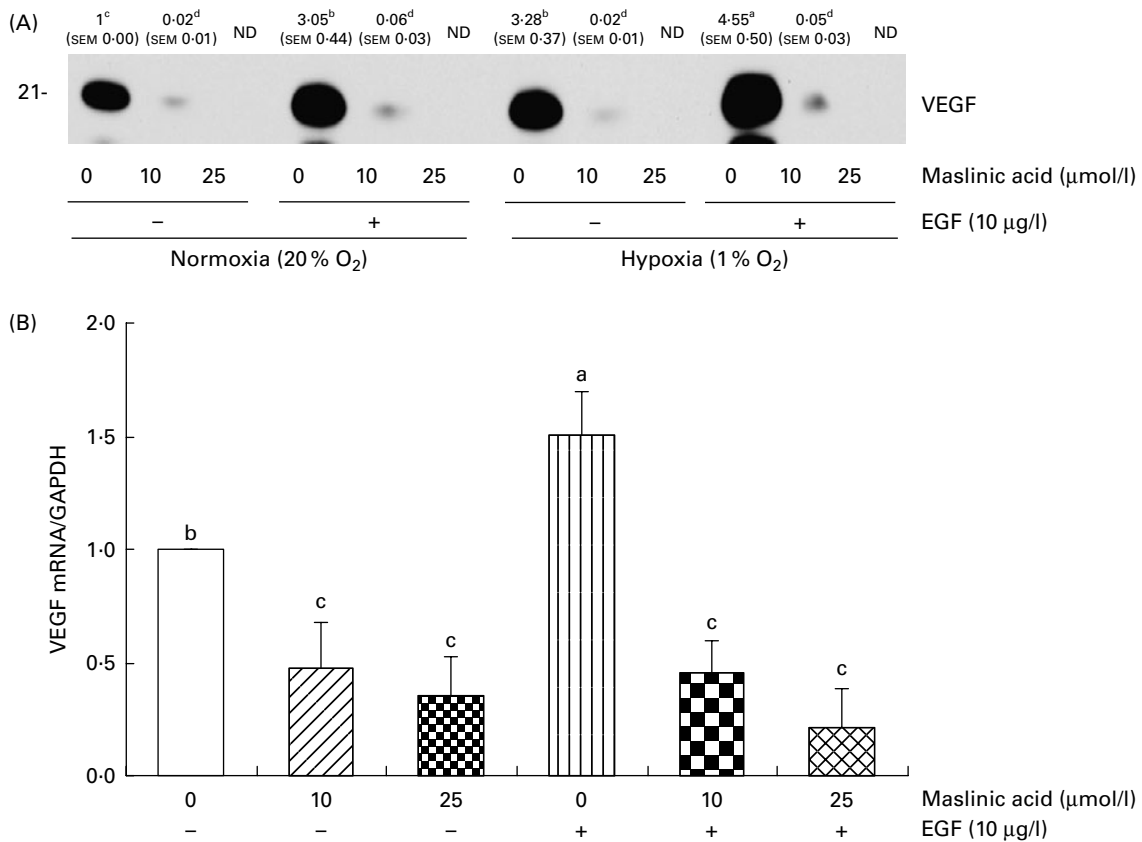 (A) 1ᶜ 0·02ᵈ ND 3·05ᵇ 0·06ᵈ ND 3·28ᵇ 0·02ᵈ ND 4·55ᵃ 0·05ᵈ ND
(SEM 0·00) (SEM 0·01) (SEM 0·44) (SEM 0·03) (SEM 0·37) (SEM 0·01) (SEM 0·50) (SEM 0·03)
21- VEGF
0 10 25 0 10 25 0 10 25 0 10 25 Maslinic acid (μmol/l)
– + – + EGF (10 μg/l)
Normoxia (20 % O₂) Hypoxia (1 % O₂)
(B)
VEGF mRNA/GAPDH
2·0
1·5
1·0
0·5
0·0
b
c
c
a
c
c
0 10 25 0 10 25 Maslinic acid (μmol/l)
– – – + + + EGF (10 μg/l)